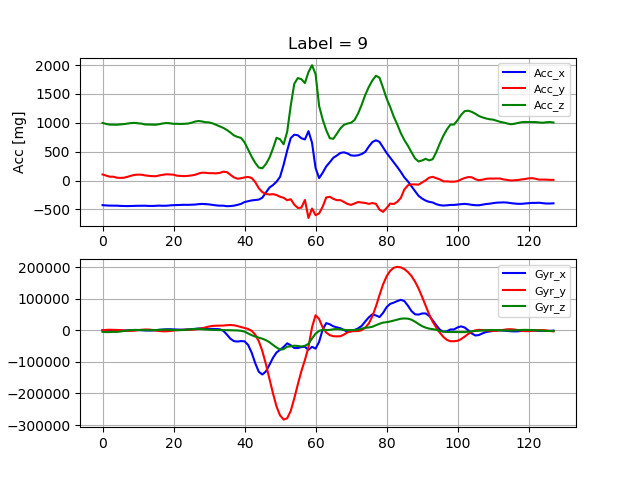 Label = 9
2000
1500
1000
500
0
−500
Acc [mg]
Acc_x
Acc_y
Acc_z
0 20 40 60 80 100 120
200000
100000
0
−100000
−200000
−300000
Gyr_x
Gyr_y
Gyr_z
0 20 40 60 80 100 120